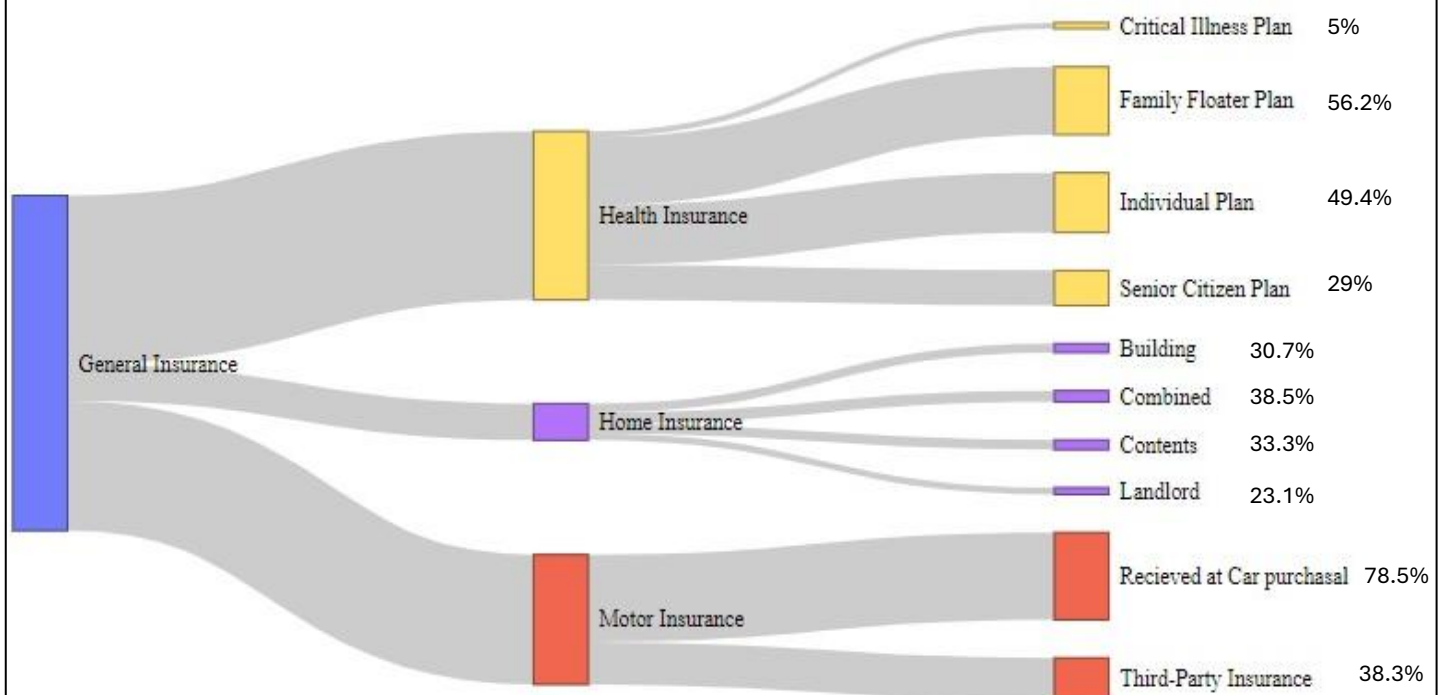 Critical Illness Plan 5%
Family Floater Plan 56.2%
Individual Plan 49.4%
Health Insurance
Senior Citizen Plan 29%
Building 30.7%
General Insurance
Combined 38.5%
Home Insurance
Contents 33.3%
Landlord 23.1%
Recieved at Car purchasal 78.5%
Motor Insurance
Third-Party Insurance 38.3%